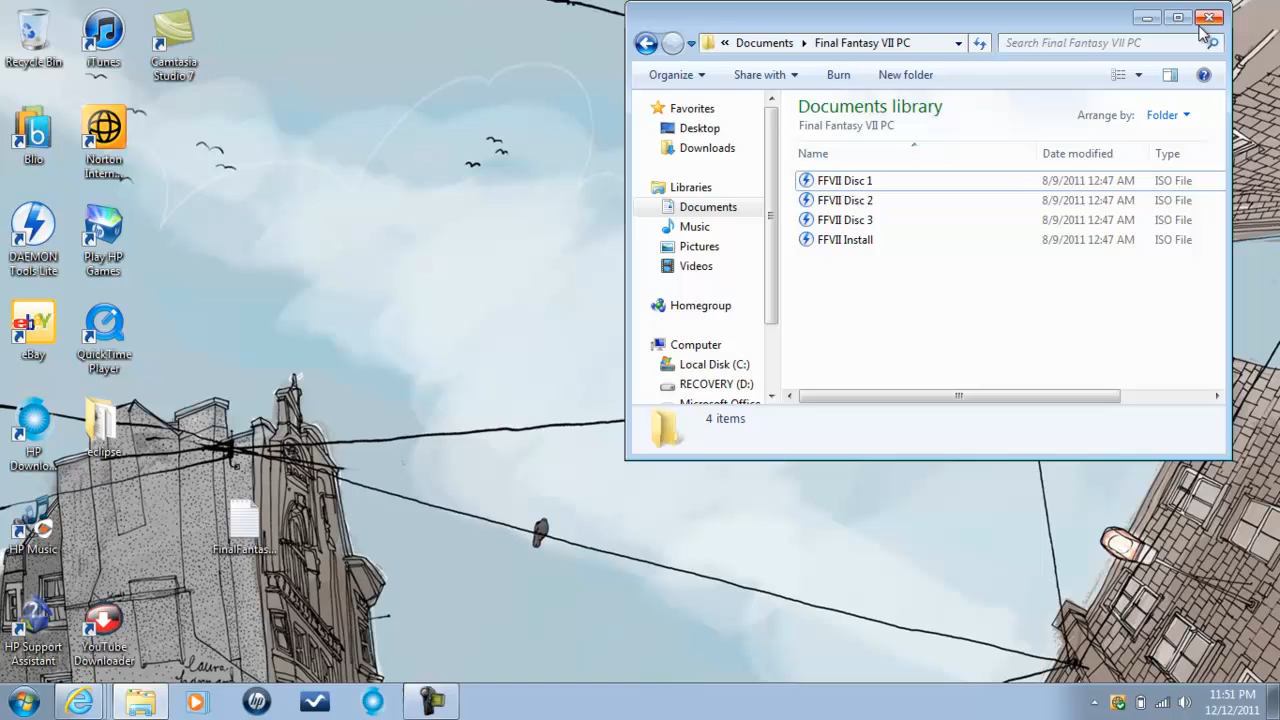 Recycle Bin
iTunes
Camtasia Studio 7
Blio
Norton Intern...
DAEMON Tools Lite
Play HP Games
eBay
QuickTime Player
HP Downlo...
eclipse
HP Music
FinalFantas...
HP Support Assistant
YouTube Downloader
« Documents Final Fantasy VII PC
Search Final Fantasy VII PC
Organize Share with Burn New folder
Favorites
Desktop
Downloads
Libraries
Documents
Music
Pictures
Videos
Homegroup
Computer
Local Disk (C:)
RECOVERY (D:)
Microsoft Office
Documents library
Final Fantasy VII PC
Arrange by: Folder
Name Date modified Type
FFVII Disc 1 8/9/2011 12:47 AM ISO File
FFVII Disc 2 8/9/2011 12:47 AM ISO File
FFVII Disc 3 8/9/2011 12:47 AM ISO File
FFVII Install 8/9/2011 12:47 AM ISO File
4 items
11:51 PM
12/12/2011